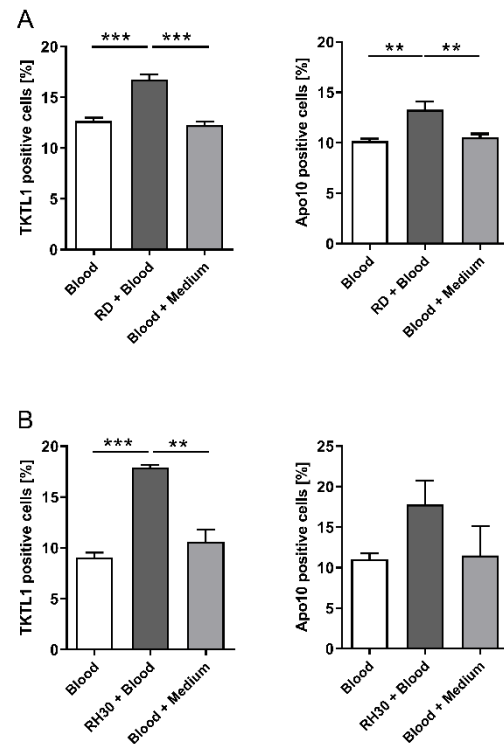 A
TKTL1 positive cells [%]
20
15
10
5
0
*** ***
Blood
RD + Blood
Blood + Medium
Apo10 positive cells [%]
20
15
10
5
0
** **
Blood
RD + Blood
Blood + Medium
B
TKTL1 positive cells [%]
20
15
10
5
0
*** **
Blood
RH30 + Blood
Blood + Medium
Apo10 positive cells [%]
25
20
15
10
5
0
Blood
RH30 + Blood
Blood + Medium